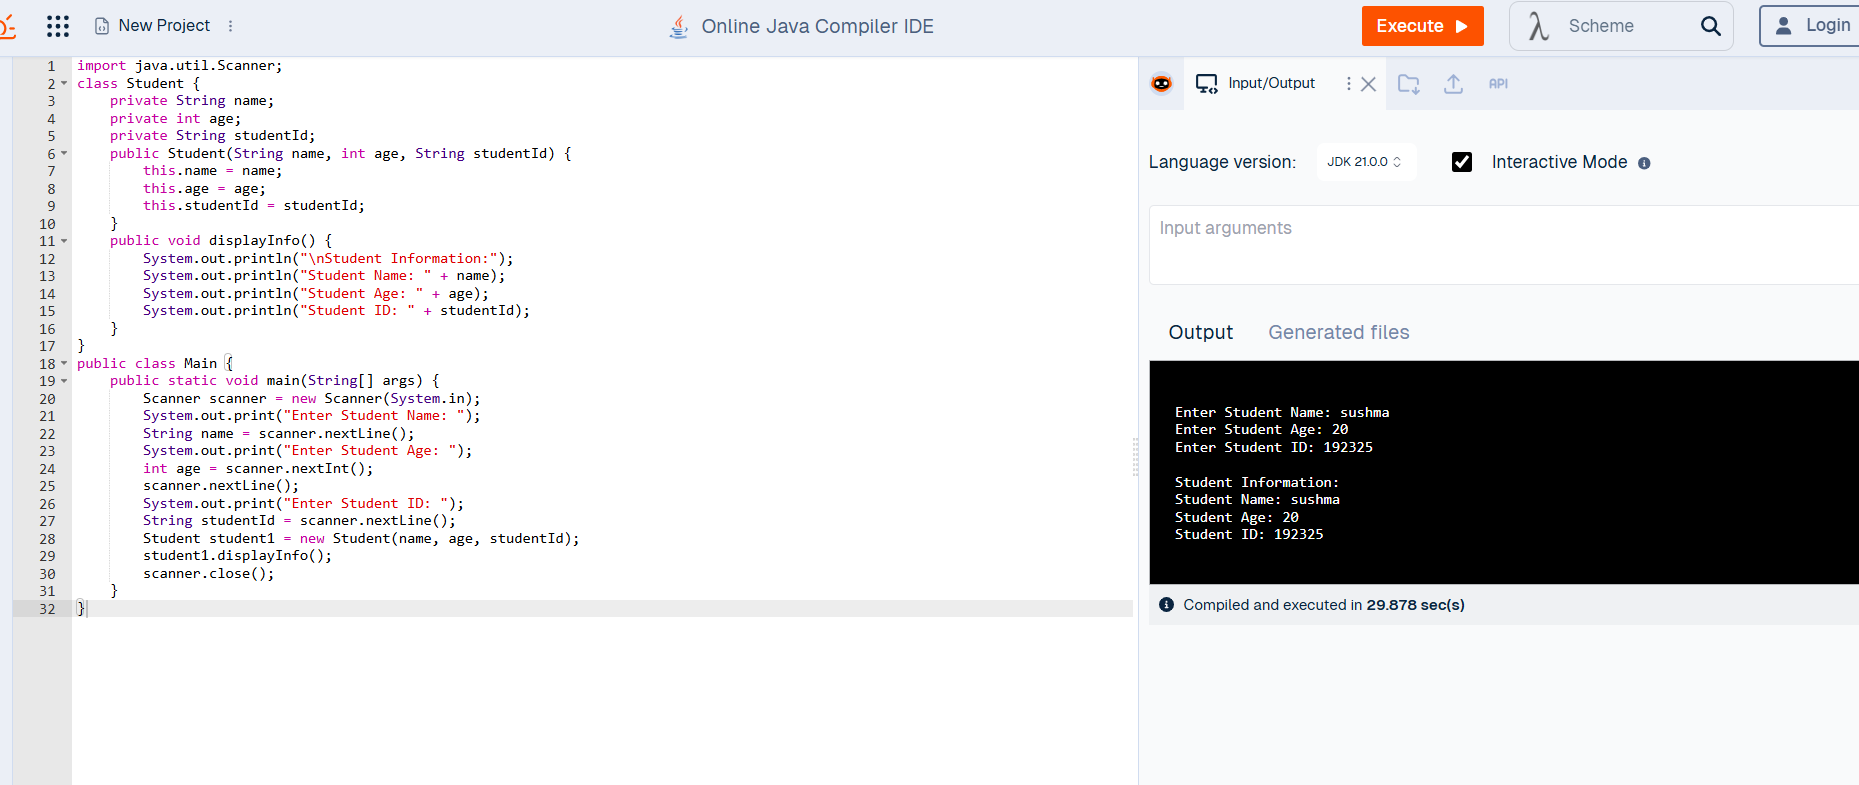 New Project
Online Java Compiler IDE
Execute
Scheme
Login
1 import java.util.Scanner;
2 class Student {
3     private String name;
4     private int age;
5     private String studentId;
6     public Student(String name, int age, String studentId) {
7         this.name = name;
8         this.age = age;
9         this.studentId = studentId;
10     }
11     public void displayInfo() {
12         System.out.println("\nStudent Information:");
13         System.out.println("Student Name: " + name);
14         System.out.println("Student Age: " + age);
15         System.out.println("Student ID: " + studentId);
16     }
17 }
18 public class Main {
19     public static void main(String[] args) {
20         Scanner scanner = new Scanner(System.in);
21         System.out.print("Enter Student Name: ");
22         String name = scanner.nextLine();
23         System.out.print("Enter Student Age: ");
24         int age = scanner.nextInt();
25         scanner.nextLine();
26         System.out.print("Enter Student ID: ");
27         String studentId = scanner.nextLine();
28         Student student1 = new Student(name, age, studentId);
29         student1.displayInfo();
30         scanner.close();
31     }
32 }
Input/Output
API
Language version:
JDK 21.0.0
Interactive Mode
Input arguments
Output
Generated files
Enter Student Name: sushma
Enter Student Age: 20
Enter Student ID: 192325
Student Information:
Student Name: sushma
Student Age: 20
Student ID: 192325
Compiled and executed in 29.878 sec(s)